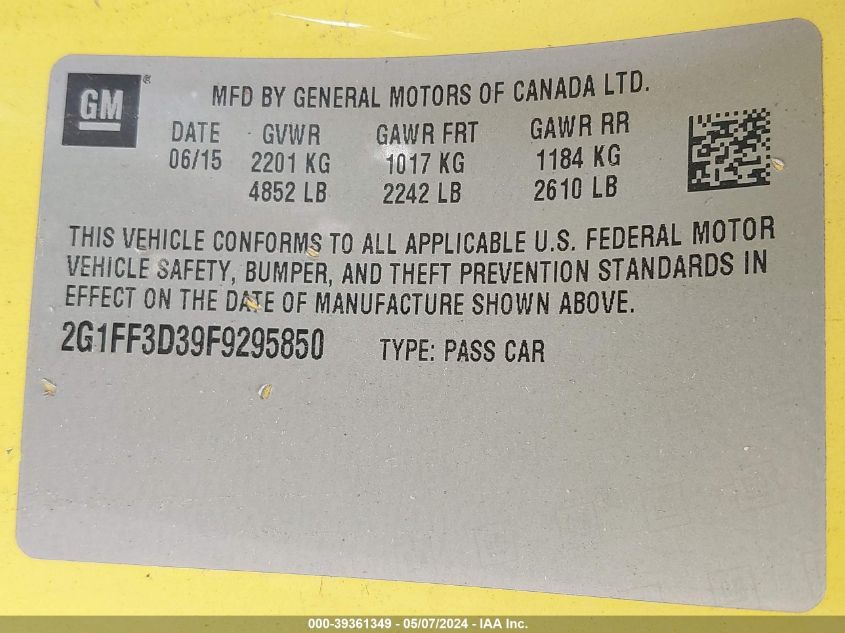 GM ®
MFD BY GENERAL MOTORS OF CANADA LTD.
DATE GVWR GAWR FRT GAWR RR
06/15 2201 KG 1017 KG 1184 KG
4852 LB 2242 LB 2610 LB
THIS VEHICLE CONFORMS TO ALL APPLICABLE U.S. FEDERAL MOTOR
VEHICLE SAFETY, BUMPER, AND THEFT PREVENTION STANDARDS IN
EFFECT ON THE DATE OF MANUFACTURE SHOWN ABOVE.
2G1FF3D39F9295850 TYPE: PASS CAR
000-39361349 - 05/07/2024 - IAA Inc.